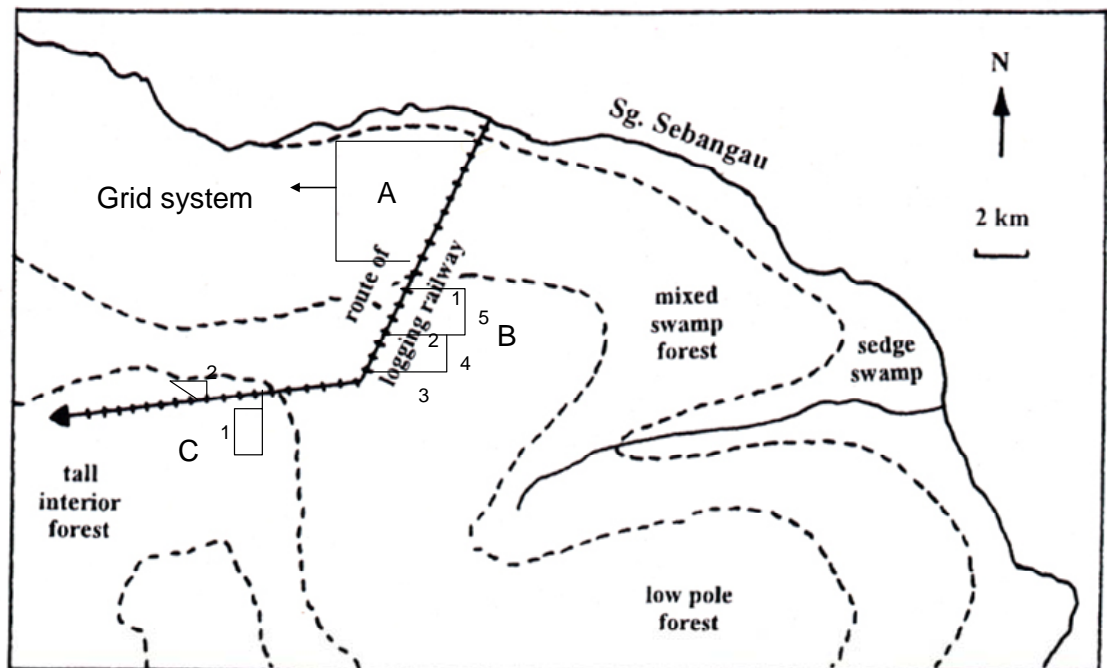 N
Sg. Sebangau
2 km
Grid system
A
route of
logging railway
1
5
B
2
4
3
mixed
swamp
forest
sedge
swamp
2
1
C
tall
interior
forest
low pole
forest